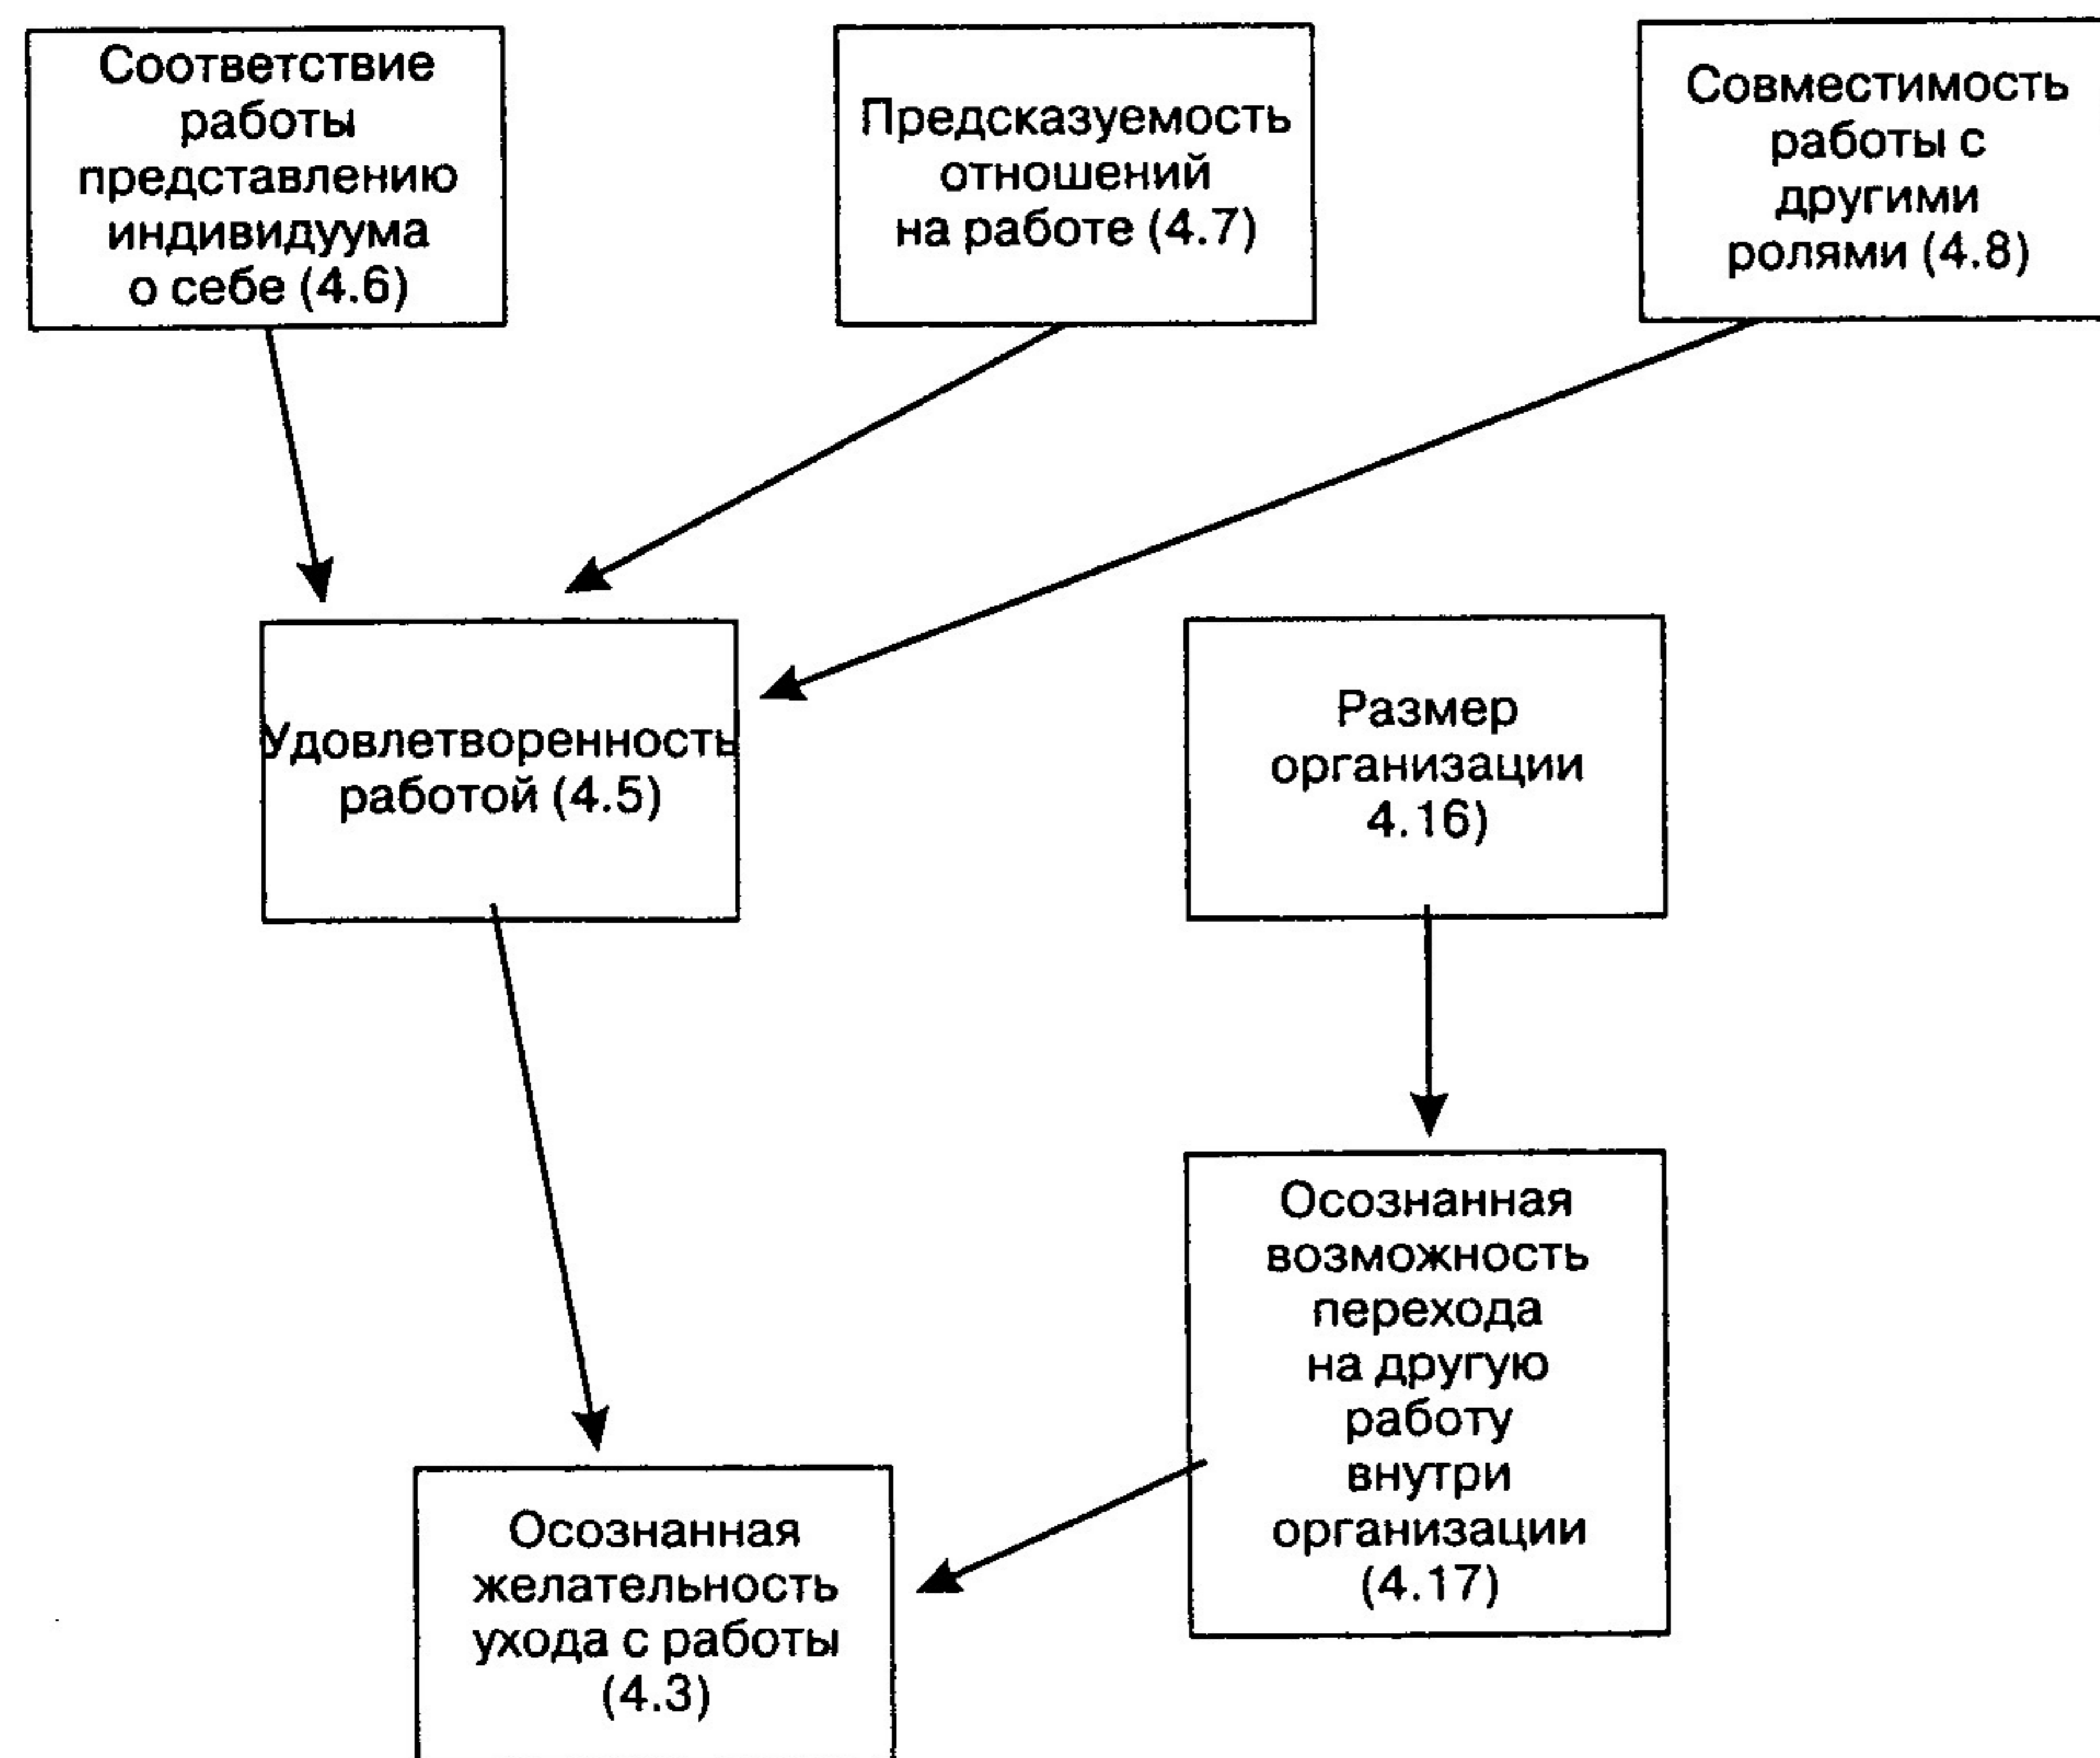 Соответствие
работы
представлению
индивидуума
о себе (4.6)
Предсказуемость
отношений
на работе (4.7)
Совместимость
работы с
другими
ролями (4.8)
Удовлетворенность
работой (4.5)
Размер
организации
4.16)
Осознанная
возможность
перехода
на другую
работу
внутри
организации
(4.17)
Осознанная
желательность
ухода с работы
(4.3)